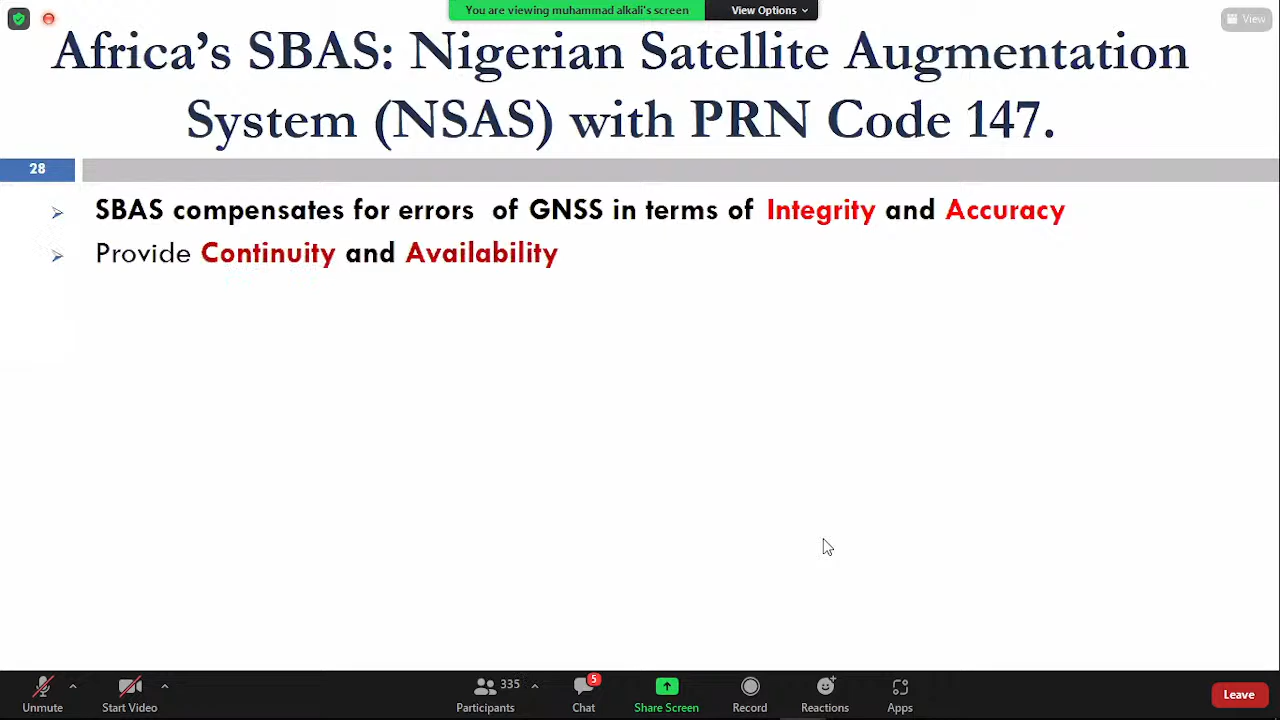 You are viewing muhammad alkali's screen
View Options
View
Africa's SBAS: Nigerian Satellite Augmentation
System (NSAS) with PRN Code 147.
28
SBAS compensates for errors of GNSS in terms of Integrity and Accuracy
Provide Continuity and Availability
Unmute
Start Video
335
Participants
5
Chat
Share Screen
Record
Reactions
Apps
Leave